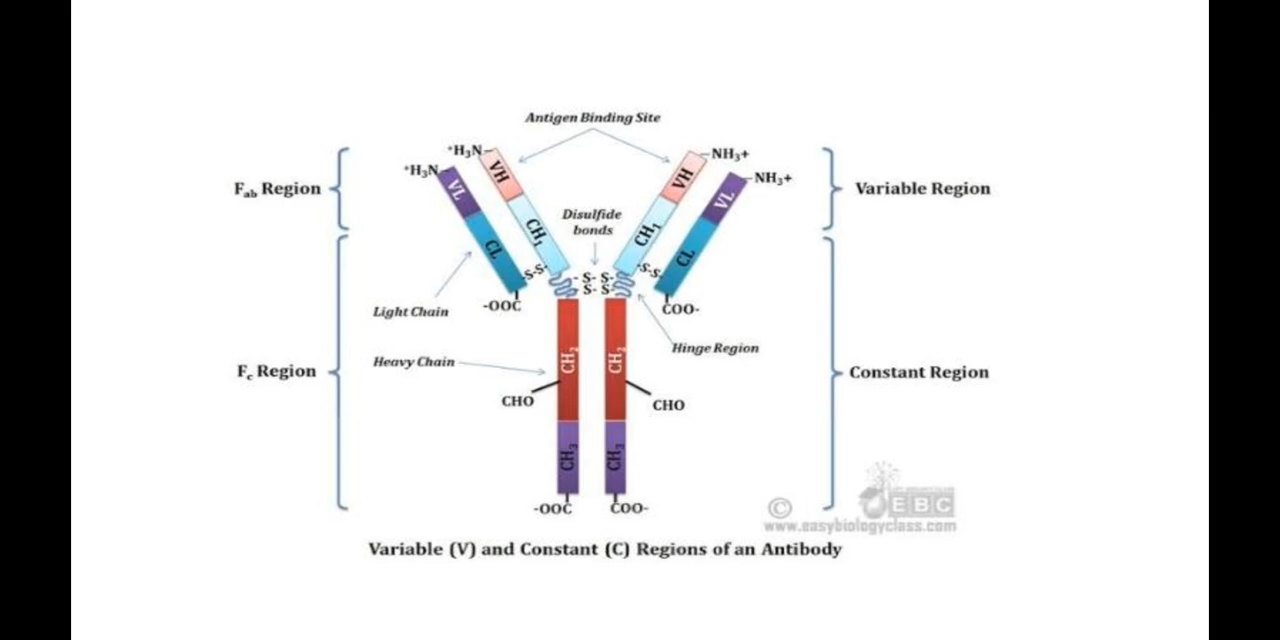 Antigen Binding Site
⁺H₃N
⁺H₃N
NH₃+
NH₃+
VH
VL
VH
VL
Fab Region
Variable Region
Disulfide
bonds
CH₁
CL
CH₁
CL
-S-S-
-S-S-
- S- S-
S- S-
-OOC
COO-
Light Chain
Hinge Region
Heavy Chain
CH₂
CH₂
Fc Region
Constant Region
CHO
CHO
CH₃
CH₃
-OOC
COO-
©
EBC
www.easybiologyclass.com
Variable (V) and Constant (C) Regions of an Antibody